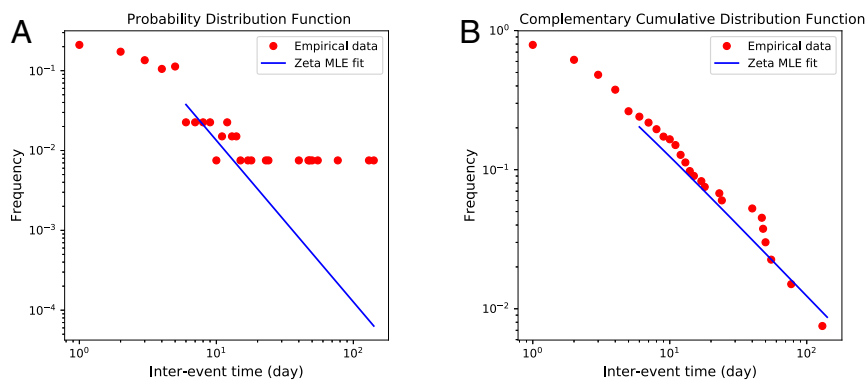 A
Probability Distribution Function
Empirical data
Zeta MLE fit
10⁻¹
10⁻²
10⁻³
10⁻⁴
Frequency
10⁰
10¹
10²
Inter-event time (day)
B
Complementary Cumulative Distribution Function
Empirical data
Zeta MLE fit
10⁰
10⁻¹
10⁻²
Frequency
10⁰
10¹
10²
Inter-event time (day)